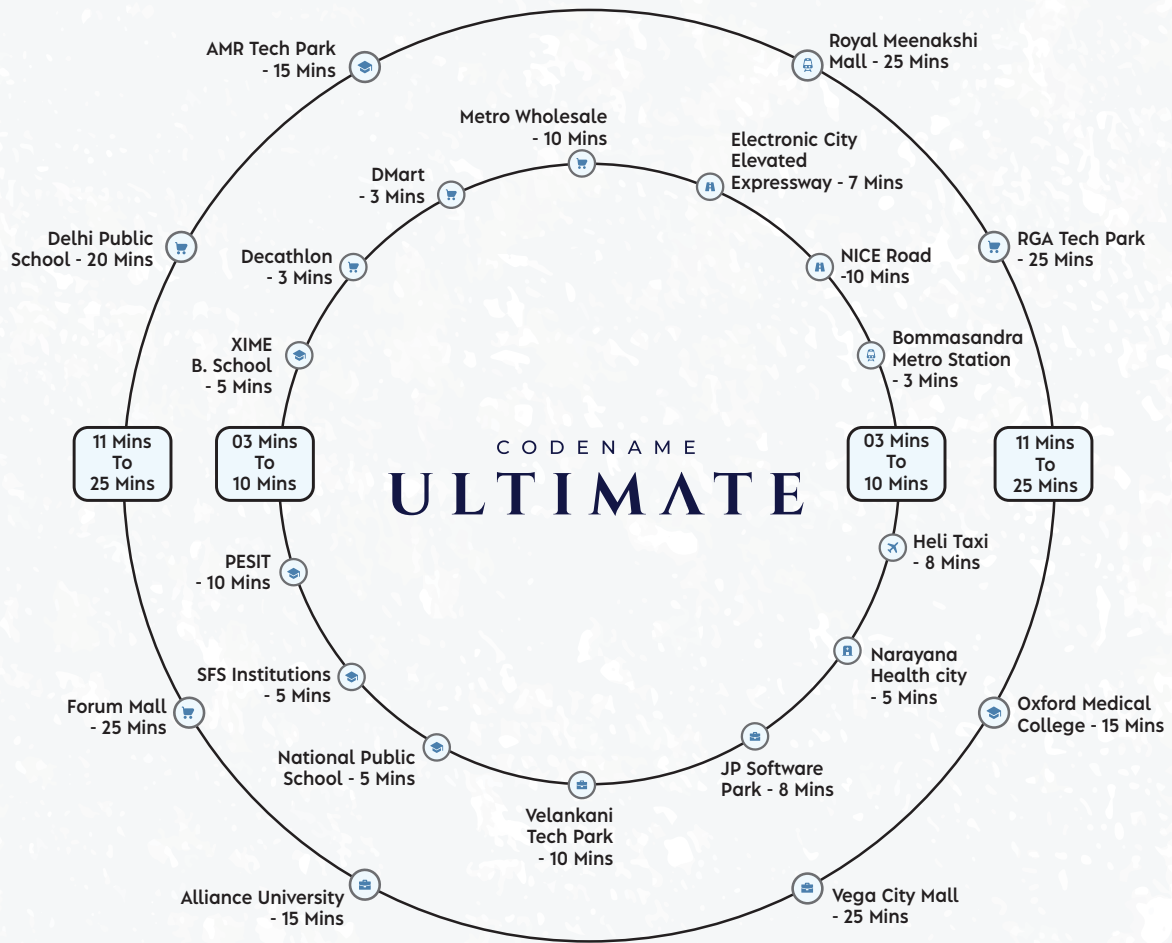 AMR Tech Park
- 15 Mins
Royal Meenakshi
Mall - 25 Mins
Metro Wholesale
- 10 Mins
Electronic City
Elevated
Expressway - 7 Mins
DMart
- 3 Mins
Delhi Public
School - 20 Mins
Decathlon
- 3 Mins
NICE Road
-10 Mins
RGA Tech Park
- 25 Mins
XIME
B. School
- 5 Mins
Bommasandra
Metro Station
- 3 Mins
11 Mins
To
25 Mins
03 Mins
To
10 Mins
CODENAME
ULTIMATE
03 Mins
To
10 Mins
11 Mins
To
25 Mins
PESIT
- 10 Mins
Heli Taxi
- 8 Mins
SFS Institutions
- 5 Mins
Narayana
Health city
- 5 Mins
Forum Mall
- 25 Mins
Oxford Medical
College - 15 Mins
National Public
School - 5 Mins
JP Software
Park - 8 Mins
Velankani
Tech Park
- 10 Mins
Alliance University
- 15 Mins
Vega City Mall
- 25 Mins